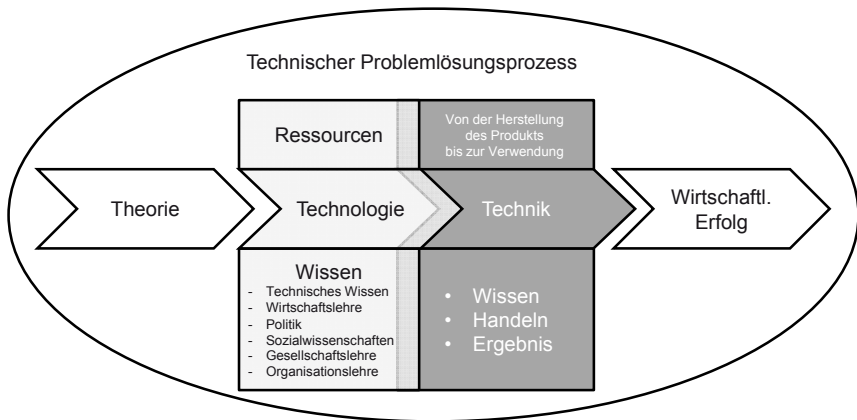 Technischer Problemlösungsprozess
Ressourcen
Von der Herstellung
des Produkts
bis zur Verwendung
Theorie
Technologie
Technik
Wirtschaftl.
Erfolg
Wissen
- Technisches Wissen
- Wirtschaftslehre
- Politik
- Sozialwissenschaften
- Gesellschaftslehre
- Organisationslehre
• Wissen
• Handeln
• Ergebnis